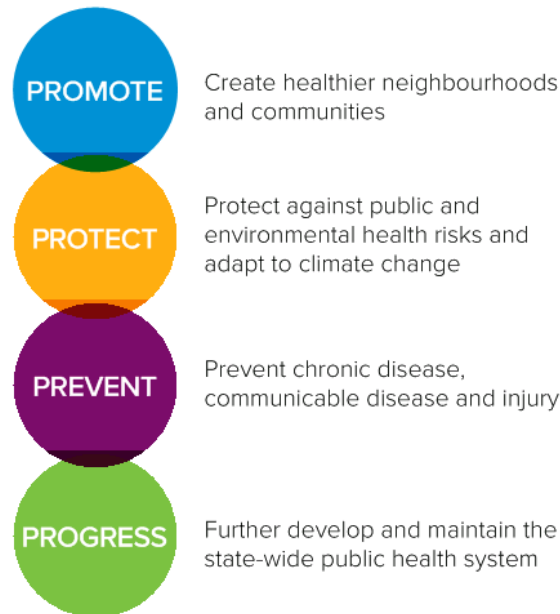 PROMOTE
Create healthier neighbourhoods
and communities
PROTECT
Protect against public and
environmental health risks and
adapt to climate change
PREVENT
Prevent chronic disease,
communicable disease and injury
PROGRESS
Further develop and maintain the
state-wide public health system